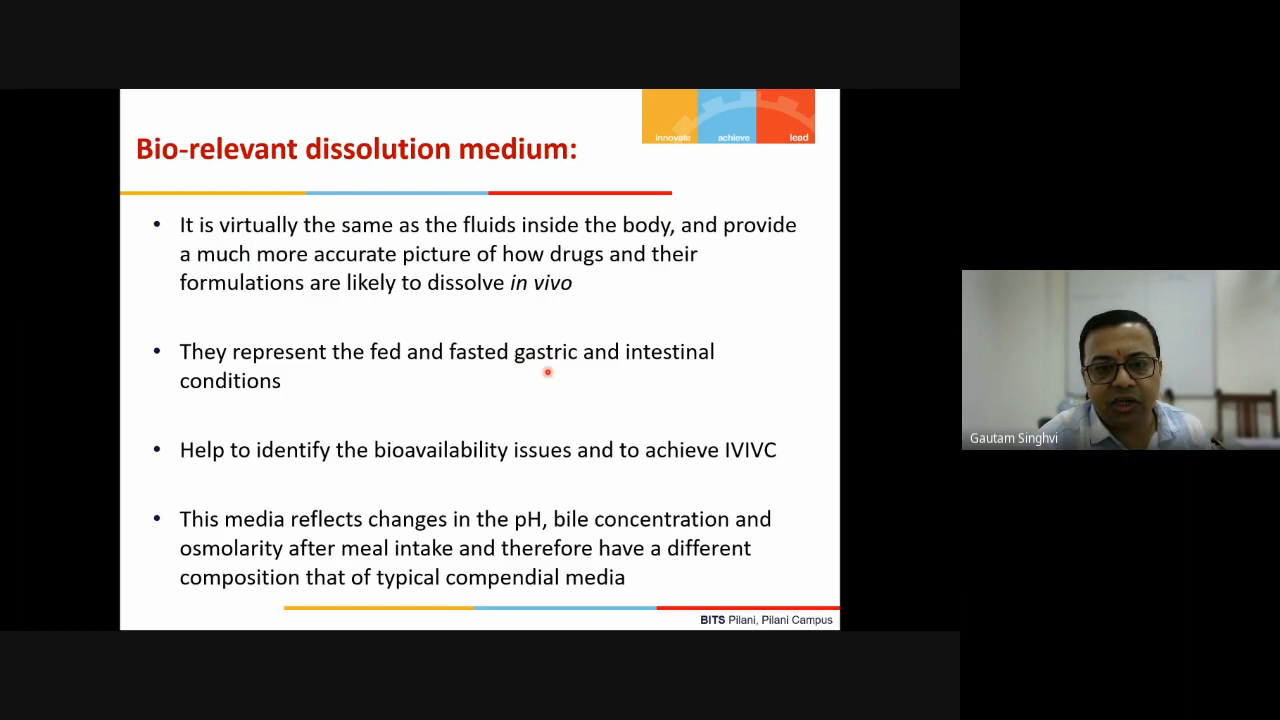 innovate achieve lead
Bio-relevant dissolution medium:
• It is virtually the same as the fluids inside the body, and provide
a much more accurate picture of how drugs and their
formulations are likely to dissolve in vivo
• They represent the fed and fasted gastric and intestinal
conditions
• Help to identify the bioavailability issues and to achieve IVIVC
• This media reflects changes in the pH, bile concentration and
osmolarity after meal intake and therefore have a different
composition that of typical compendial media
BITS Pilani, Pilani Campus
Gautam Singhvi